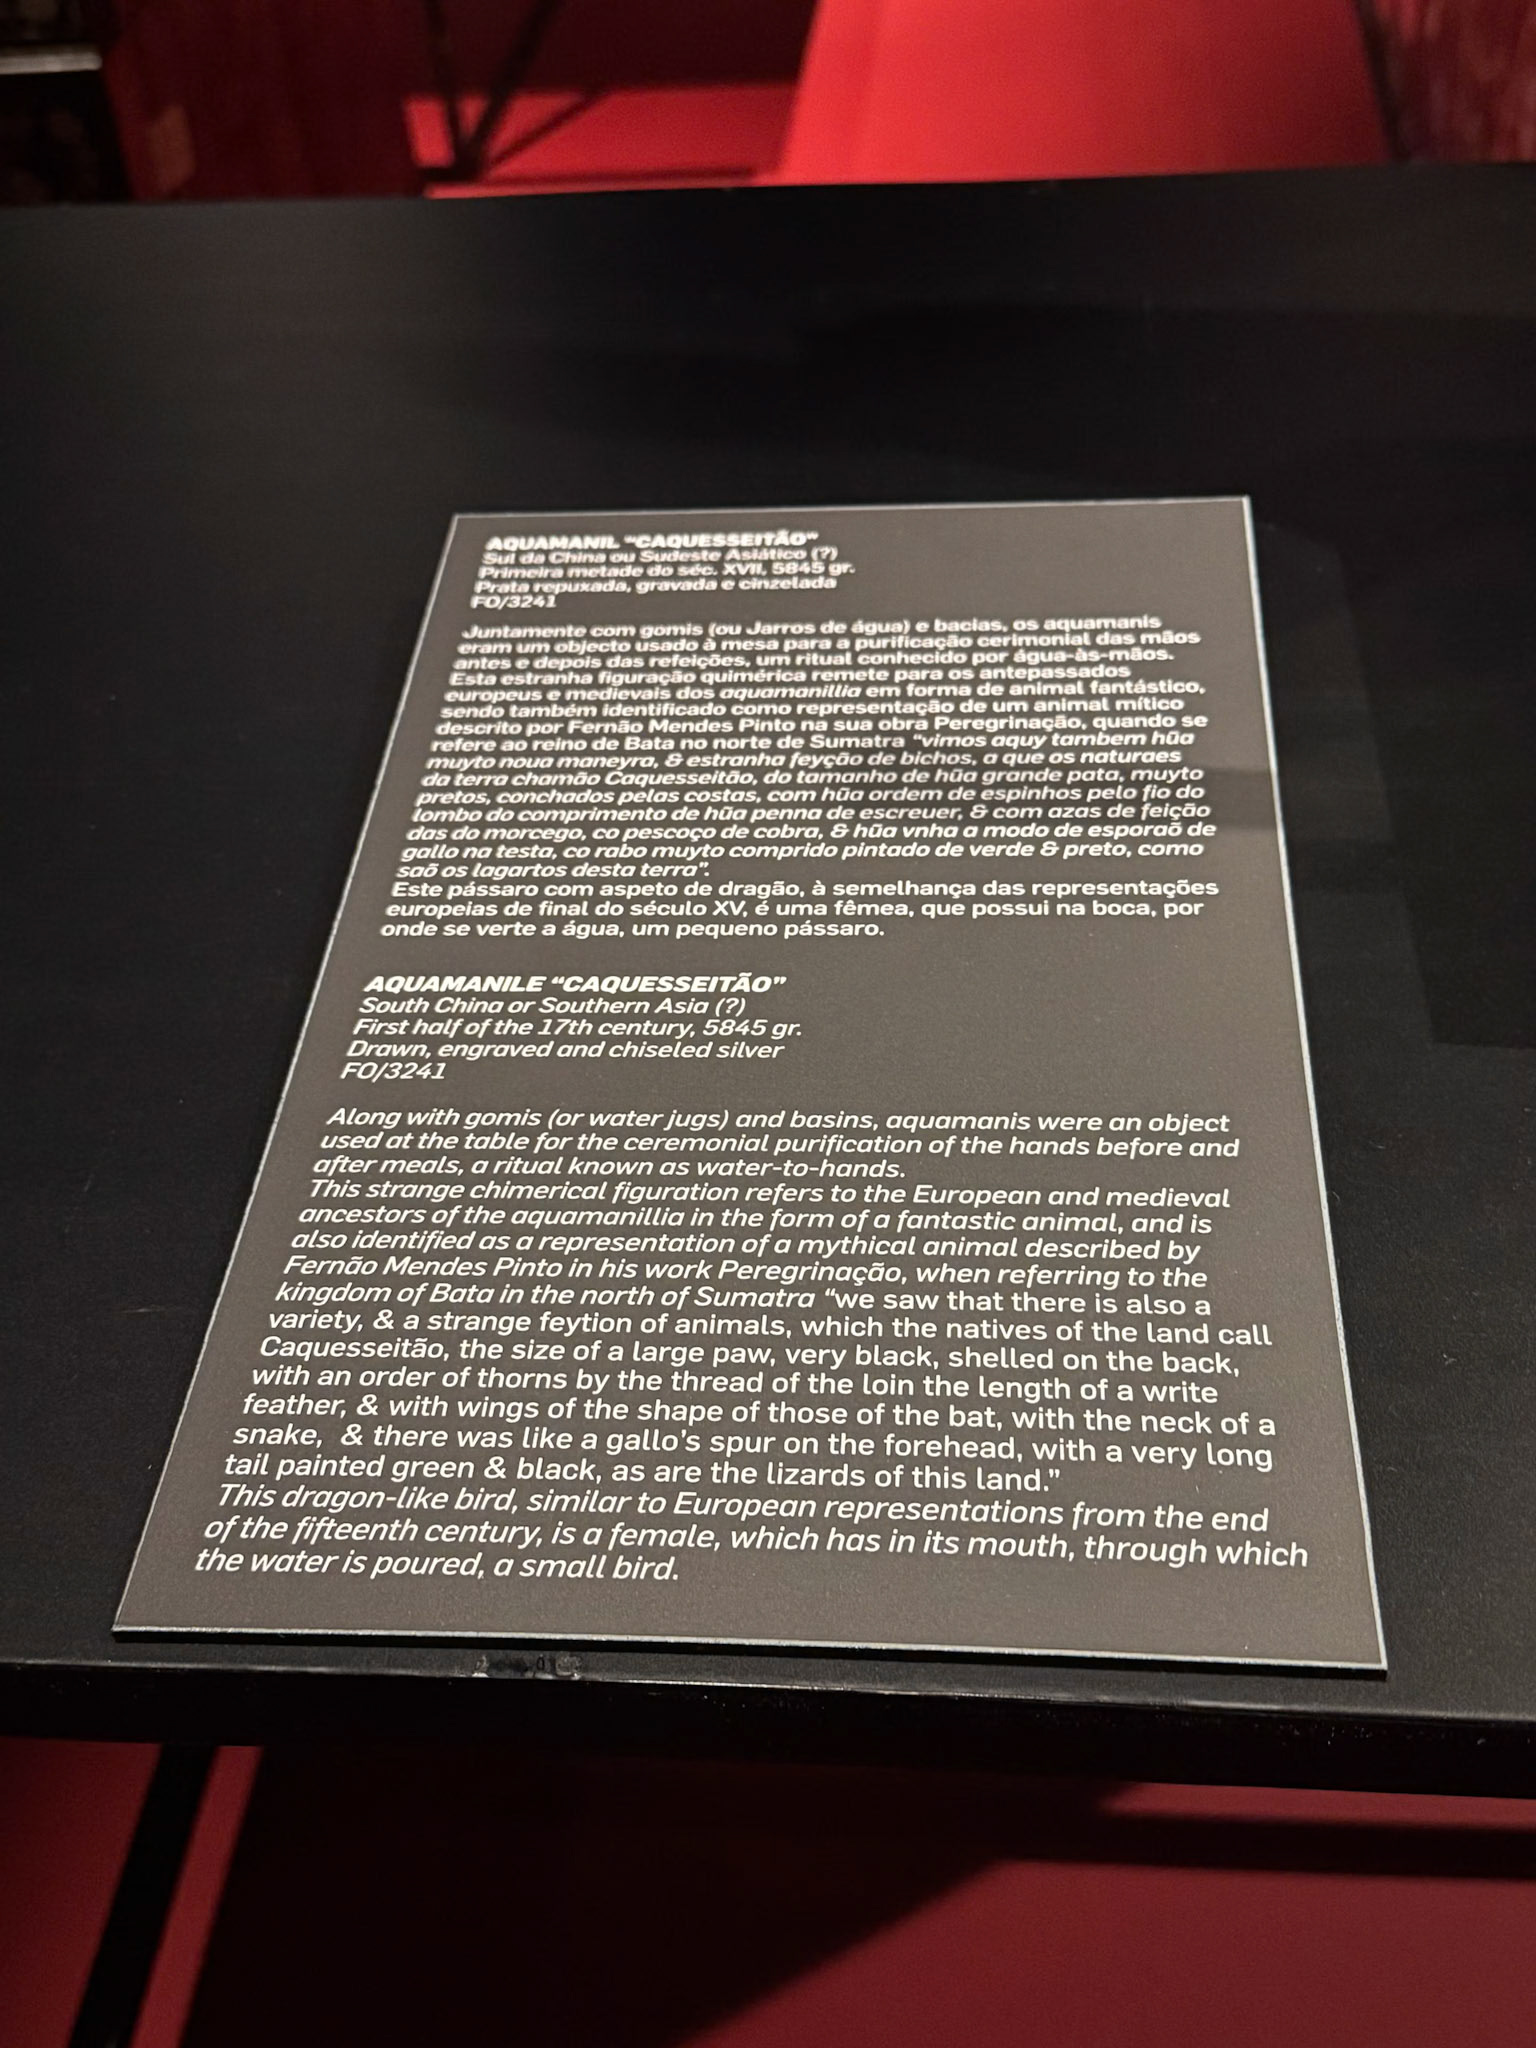 AQUAMANIL "CAQUESSEITÃO"
Sul da China ou Sudeste Asiático (?)
Primeira metade do séc. XVII, 5845 gr.
Prata repuxada, gravada e cinzelada
FO/3241
Juntamente com gomis (ou Jarros de água) e bacias, os aquamanis
eram um objecto usado à mesa para a purificação cerimonial das mãos
antes e depois das refeições, um ritual conhecido por água-às-mãos.
Esta estranha figuração quimérica remete para os antepassados
europeus e medievais dos aquamanillia em forma de animal fantástico,
sendo também identificado como representação de um animal mítico
descrito por Fernão Mendes Pinto na sua obra Peregrinação, quando se
refere ao reino de Bata no norte de Sumatra "vimos aquy tambem hũa
muyto noua maneyra, & estranha feyção de bichos, a que os naturaes
da terra chamão Caquesseitão, do tamanho de hũa grande pata, muyto
pretos, conchados pelas costas, com hũa ordem de espinhos pelo fio do
lombo do comprimento de hũa penna de escreuer, & com azas de feição
das do morcego, co pescoço de cobra, & hũa vnha a modo de esporaõ de
gallo na testa, co rabo muyto comprido pintado de verde & preto, como
saõ os lagartos desta terra".
Este pássaro com aspeto de dragão, à semelhança das representações
europeias de final do século XV, é uma fêmea, que possui na boca, por
onde se verte a água, um pequeno pássaro.
AQUAMANILE "CAQUESSEITÃO"
South China or Southern Asia (?)
First half of the 17th century, 5845 gr.
Drawn, engraved and chiseled silver
FO/3241
Along with gomis (or water jugs) and basins, aquamanis were an object
used at the table for the ceremonial purification of the hands before and
after meals, a ritual known as water-to-hands.
This strange chimerical figuration refers to the European and medieval
ancestors of the aquamanillia in the form of a fantastic animal, and is
also identified as a representation of a mythical animal described by
Fernão Mendes Pinto in his work Peregrinação, when referring to the
kingdom of Bata in the north of Sumatra "we saw that there is also a
variety, & a strange feytion of animals, which the natives of the land call
Caquesseitão, the size of a large paw, very black, shelled on the back,
with an order of thorns by the thread of the loin the length of a write
feather, & with wings of the shape of those of the bat, with the neck of a
snake, & there was like a gallo's spur on the forehead, with a very long
tail painted green & black, as are the lizards of this land."
This dragon-like bird, similar to European representations from the end
of the fifteenth century, is a female, which has in its mouth, through which
the water is poured, a small bird.